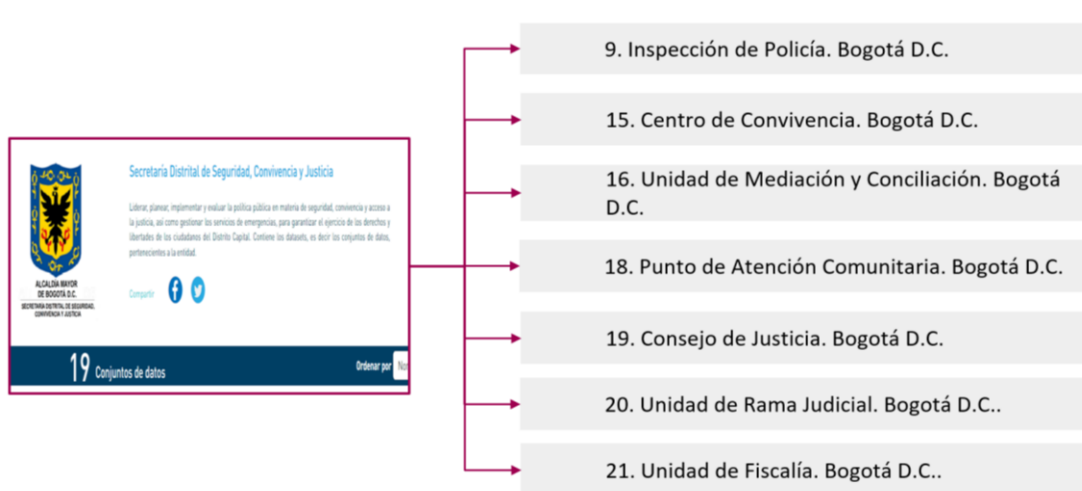 Secretaría Distrital de Seguridad, Convivencia y Justicia
Liderar, planear, implementar y evaluar la política pública en materia de seguridad, convivencia y acceso a
la justicia, así como gestionar los servicios de emergencias, para garantizar el ejercicio de los derechos y
libertades de los ciudadanos del Distrito Capital. Contiene los datasets, es decir los conjuntos de datos,
pertenecientes a la entidad.
Compartir
ALCALDÍA MAYOR
DE BOGOTÁ D.C.
SECRETARÍA DISTRITAL DE SEGURIDAD,
CONVIVENCIA Y JUSTICIA
19 Conjuntos de datos
Ordenar por
9. Inspección de Policía. Bogotá D.C.
15. Centro de Convivencia. Bogotá D.C.
16. Unidad de Mediación y Conciliación. Bogotá
D.C.
18. Punto de Atención Comunitaria. Bogotá D.C.
19. Consejo de Justicia. Bogotá D.C.
20. Unidad de Rama Judicial. Bogotá D.C..
21. Unidad de Fiscalía. Bogotá D.C..